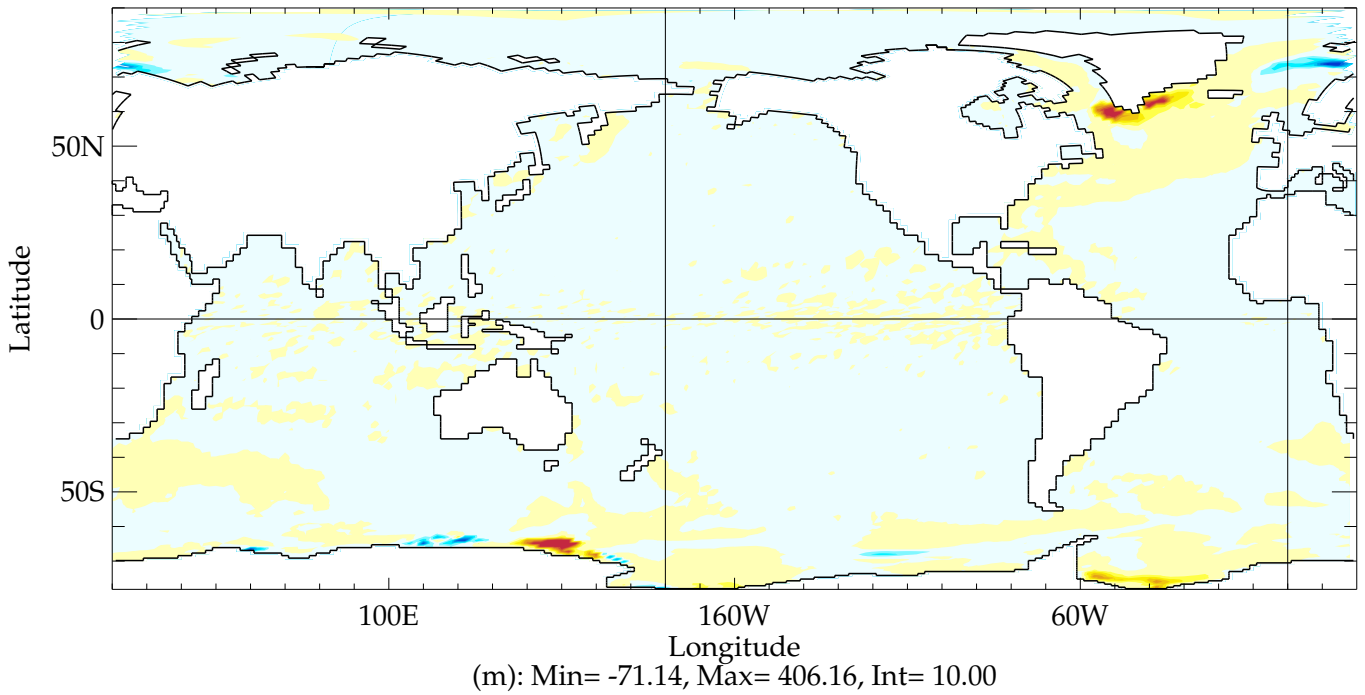 50N
0
50S
Latitude
100E 160W 60W
Longitude
(m): Min= -71.14, Max= 406.16, Int= 10.00